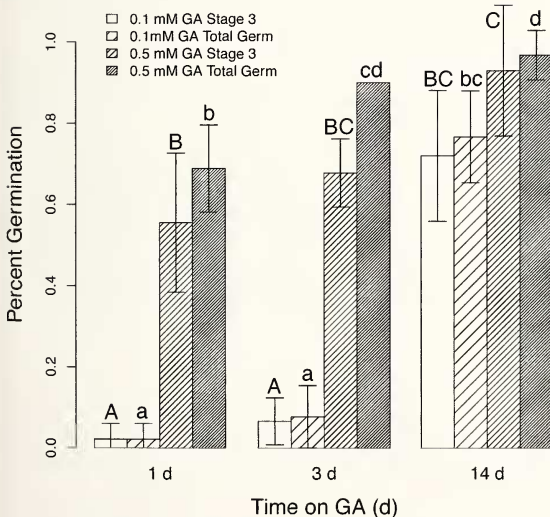 0.1 mM GA Stage 3
0.1mM GA Total Germ
0.5 mM GA Stage 3
0.5 mM GA Total Germ
Percent Germination
1.0
0.8
0.6
0.4
0.2
0.0
A a B b
A a BC cd
BC bc C d
1 d 3 d 14 d
Time on GA (d)